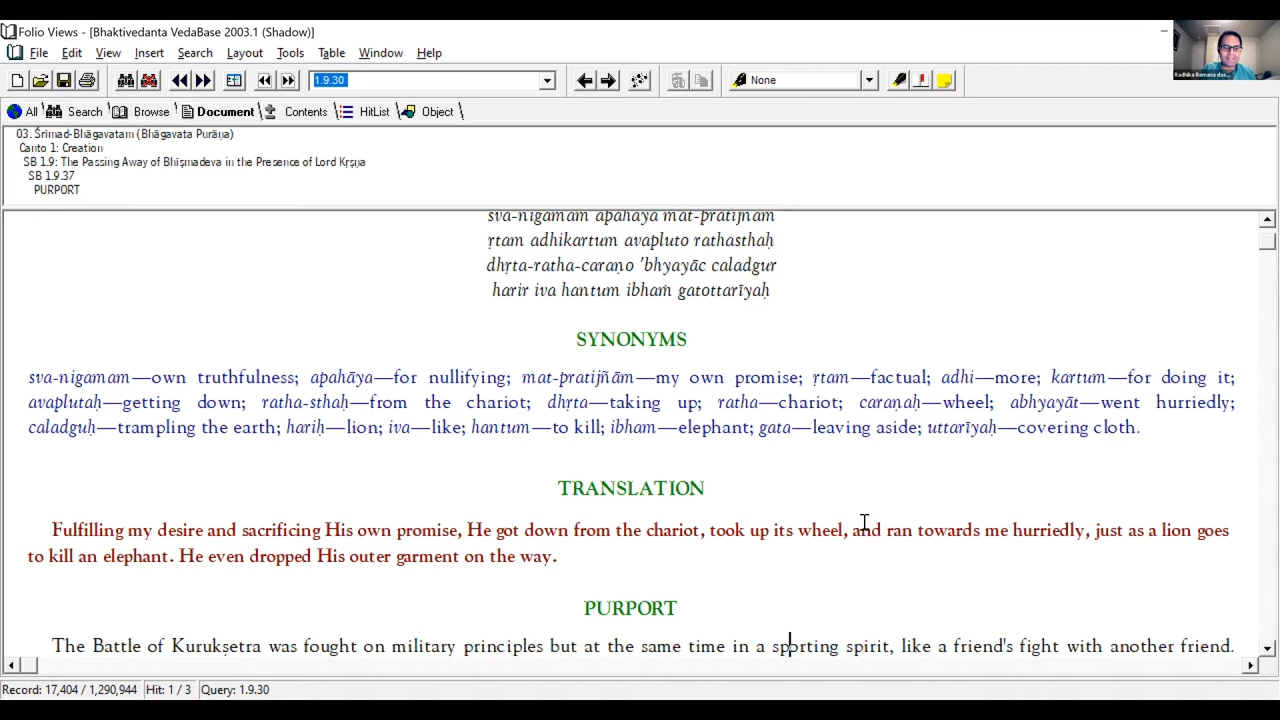 Folio Views - [Bhaktivedanta VedaBase 2003.1 (Shadow)]
File Edit View Insert Search Layout Tools Table Window Help
1.9.30 None
All Search Browse Document Contents HitList Object
Radhika Ramana das...
03. Śrīmad-Bhāgavatam (Bhāgavata Purāṇa)
Canto 1: Creation
SB 1.9: The Passing Away of Bhīṣmadeva in the Presence of Lord Kṛṣṇa
SB 1.9.37
PURPORT
sva-nigamam apahāya mat-pratijñām
ṛtam adhikartum avapluto rathasthaḥ
dhṛta-ratha-caraṇo 'bhyayāc caladgur
harir iva hantum ibhaṁ gatottarīyaḥ
SYNONYMS
sva-nigamam—own truthfulness; apahāya—for nullifying; mat-pratijñām—my own promise; ṛtam—factual; adhi—more; kartum—for doing it;
avaplutaḥ—getting down; ratha-sthaḥ—from the chariot; dhṛta—taking up; ratha—chariot; caraṇaḥ—wheel; abhyayāt—went hurriedly;
caladguḥ—trampling the earth; hariḥ—lion; iva—like; hantum—to kill; ibham—elephant; gata—leaving aside; uttarīyaḥ—covering cloth.
TRANSLATION
Fulfilling my desire and sacrificing His own promise, He got down from the chariot, took up its wheel, and ran towards me hurriedly, just as a lion goes
to kill an elephant. He even dropped His outer garment on the way.
PURPORT
The Battle of Kurukṣetra was fought on military principles but at the same time in a sporting spirit, like a friend's fight with another friend.
Record: 17,404 / 1,290,944 Hit: 1 / 3 Query: 1.9.30